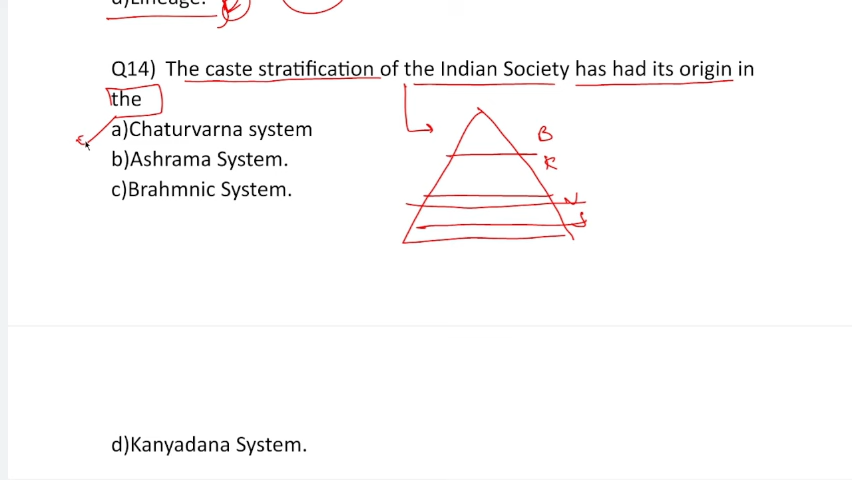 d)Lineage.
Q14) The caste stratification of the Indian Society has had its origin in
the
a)Chaturvarna system
B
b)Ashrama System.
K
c)Brahmnic System.
V
S
d)Kanyadana System.